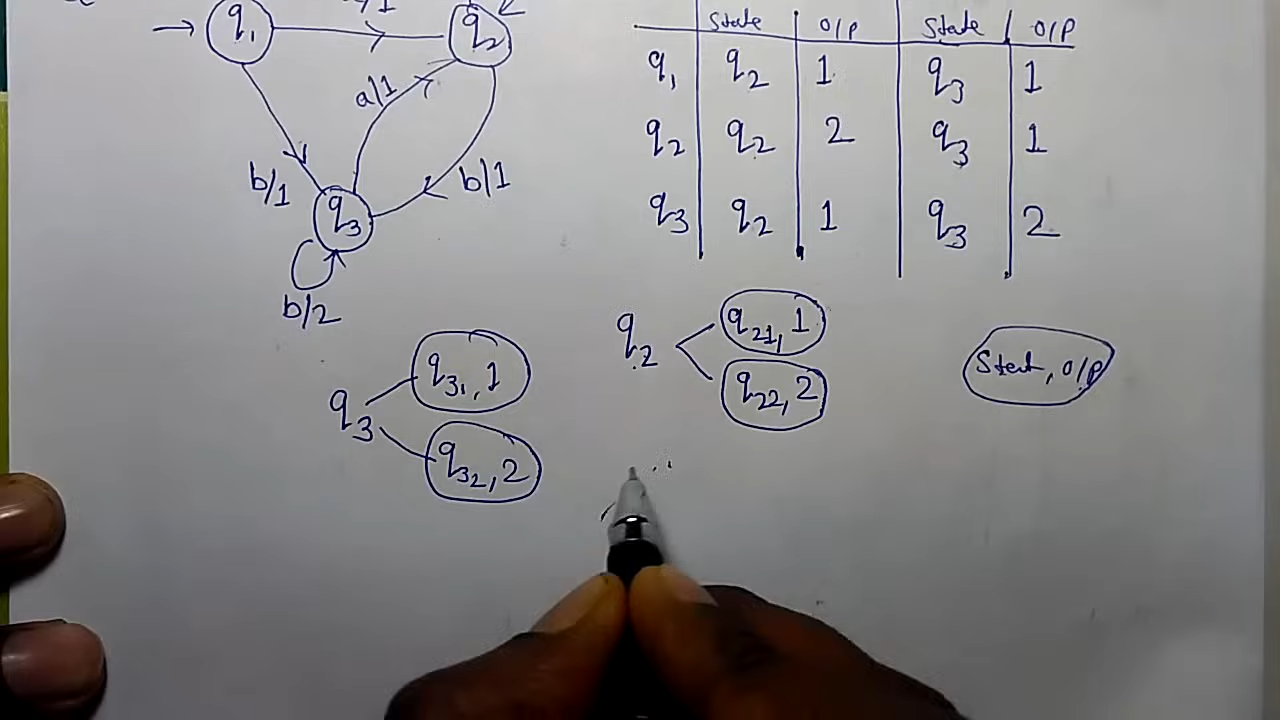 q1 q2
a/1
b/1 b/1
q3
b/2
State O/P State O/P
q1 q2 1 q3 1
q2 q2 2 q3 1
q3 q2 1 q3 2
q2 q21, 1
q22, 2
State, O/P
q3 q31, 1
q32, 2